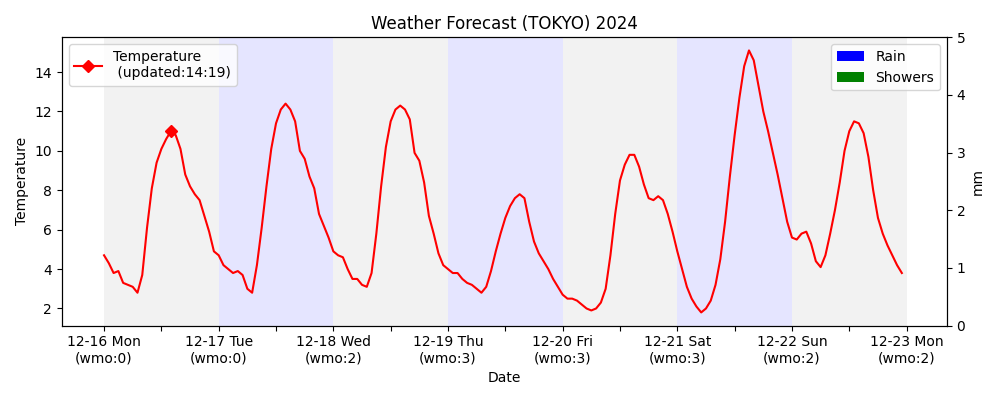 Weather Forecast (TOKYO) 2024
Temperature
(updated:14:19)
Rain
Showers
Temperature
14
12
10
8
6
4
2
5
4
3
2
1
0
mm
12-16 Mon
(wmo:0)
12-17 Tue
(wmo:0)
12-18 Wed
(wmo:2)
12-19 Thu
(wmo:3)
12-20 Fri
(wmo:3)
12-21 Sat
(wmo:3)
12-22 Sun
(wmo:2)
12-23 Mon
(wmo:2)
Date